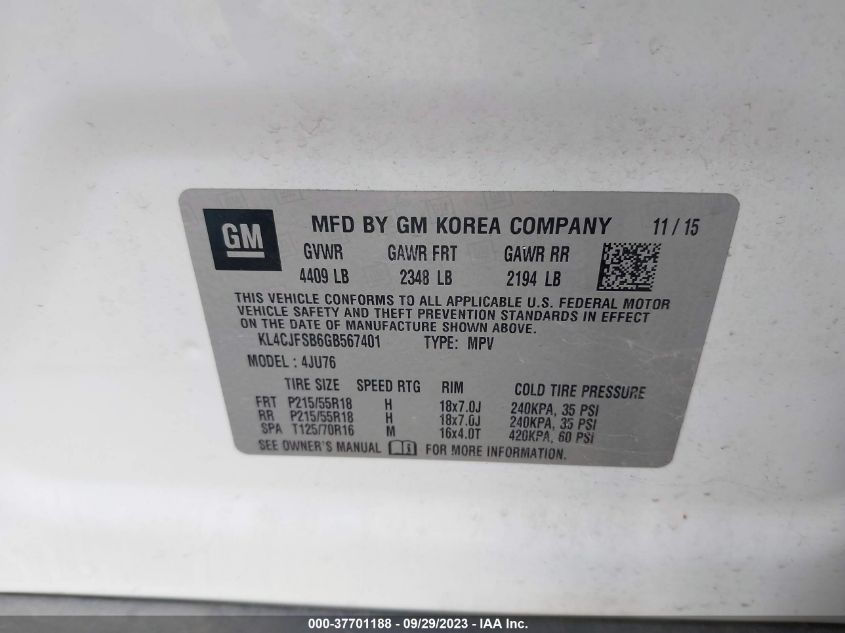 GM
MFD BY GM KOREA COMPANY 11 / 15
GVWR GAWR FRT GAWR RR
4409 LB 2348 LB 2194 LB
THIS VEHICLE CONFORMS TO ALL APPLICABLE U.S. FEDERAL MOTOR
VEHICLE SAFETY AND THEFT PREVENTION STANDARDS IN EFFECT
ON THE DATE OF MANUFACTURE SHOWN ABOVE.
KL4CJFSB6GB567401 TYPE: MPV
MODEL : 4JU76
TIRE SIZE SPEED RTG RIM COLD TIRE PRESSURE
FRT P215/55R18 H 18x7.0J 240KPA, 35 PSI
RR P215/55R18 H 18x7.0J 240KPA, 35 PSI
SPA T125/70R16 M 16x4.0T 420KPA, 60 PSI
SEE OWNER'S MANUAL FOR MORE INFORMATION.
000-37701188 - 09/29/2023 - IAA Inc.